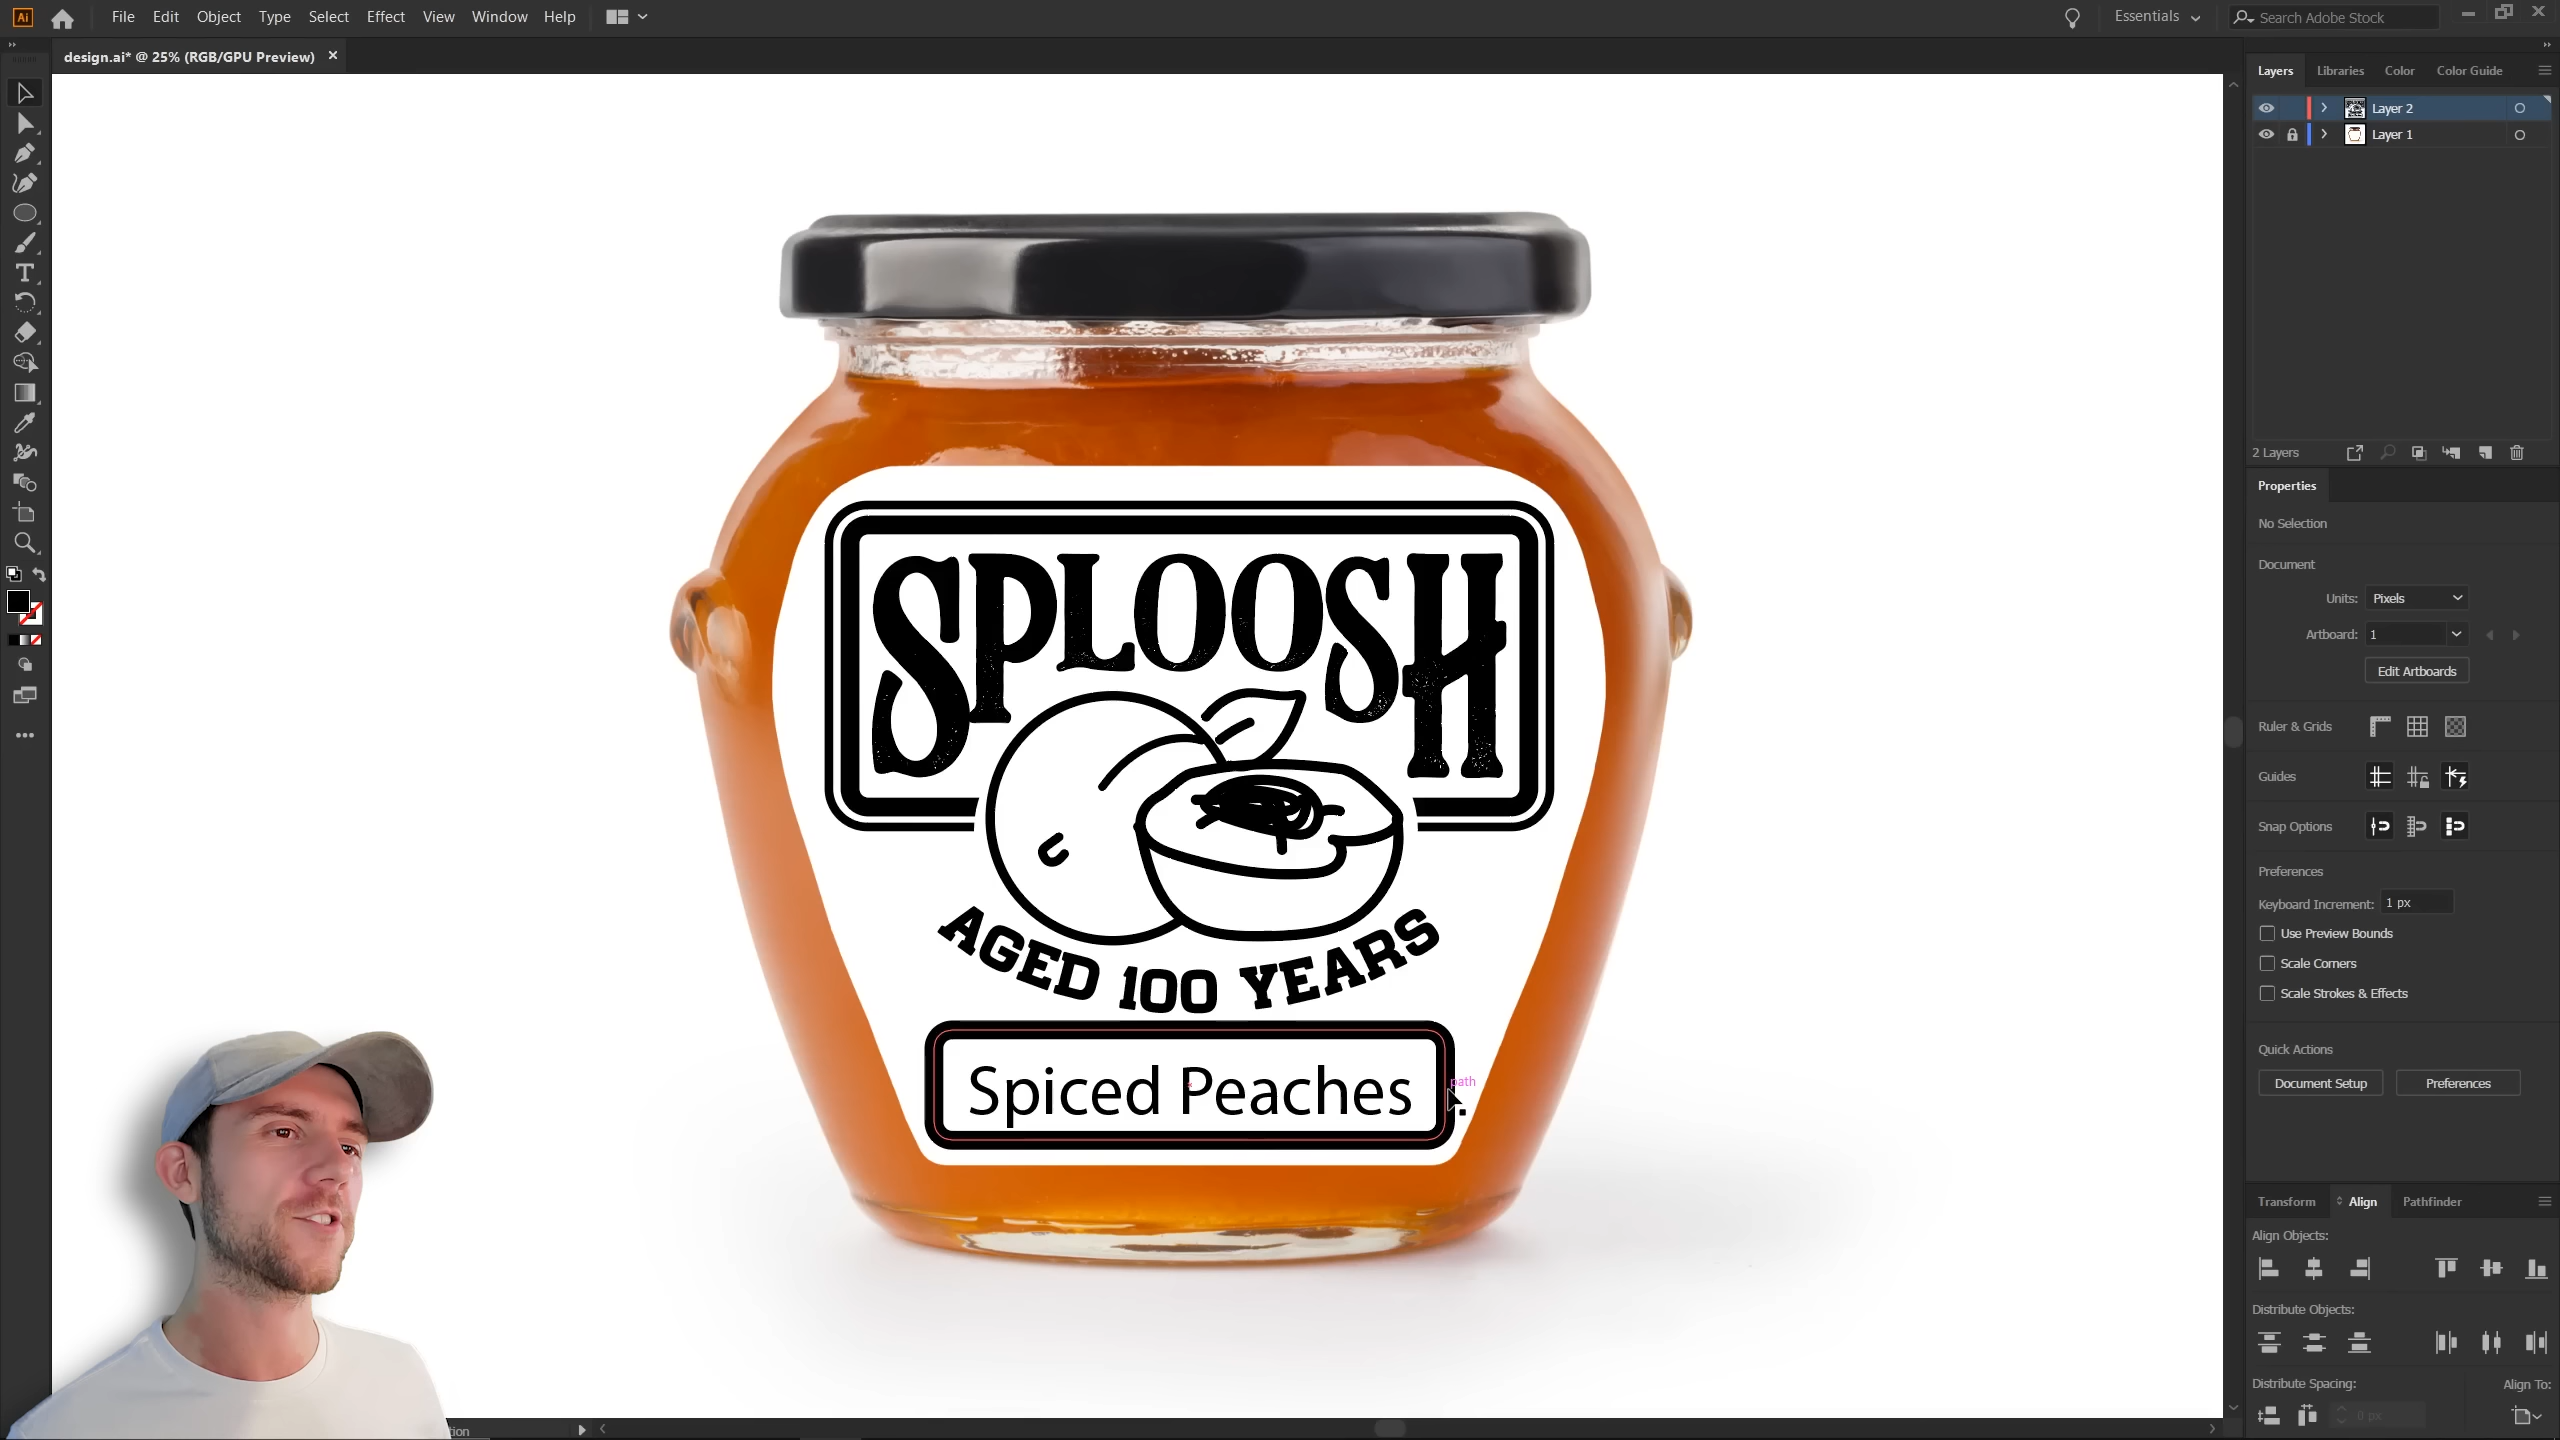 Ai File Edit Object Type Select Effect View Window Help Essentials Search Adobe Stock
design.ai* @ 25% (RGB/GPU Preview)
Layers Libraries Color Color Guide
Layer 2
Layer 1
2 Layers
Properties
No Selection
Document
Units: Pixels
Artboard: 1
Edit Artboards
Ruler & Grids
Guides
Snap Options
Preferences
Keyboard Increment: 1 px
Use Preview Bounds
Scale Corners
Scale Strokes & Effects
Quick Actions
Document Setup Preferences
Transform Align Pathfinder
Align Objects:
Distribute Objects:
Distribute Spacing: Align To:
0 px
SPLOOSH
AGED 100 YEARS
Spiced Peaches .
path